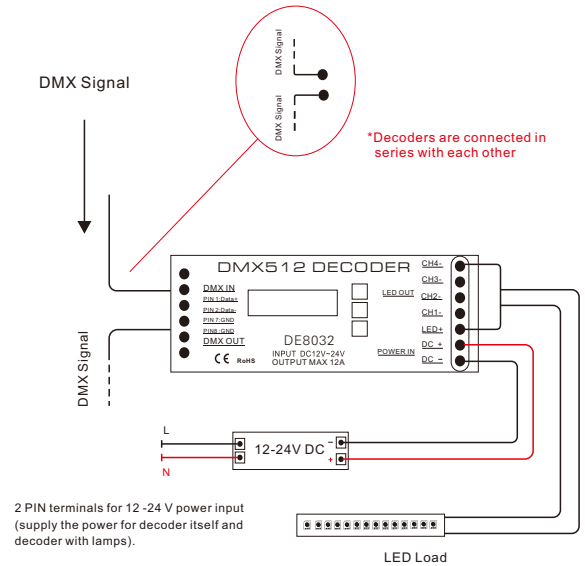 DMX Signal
DMX Signal
DMX Signal
*Decoders are connected in
series with each other
DMX512 DECODER
DMX IN
PIN 1:Data+
PIN 2:Data-
PIN 7:GND
PIN8 :GND
DMX OUT
CE RoHS
DE8032
INPUT DC12V~24V
OUTPUT MAX 12A
LED OUT
POWER IN
CH4-
CH3-
CH2-
CH1-
LED+
DC +
DC －
DMX Signal
L
N
12-24V DC
－
+
2 PIN terminals for 12 -24 V power input
(supply the power for decoder itself and
decoder with lamps).
LED Load